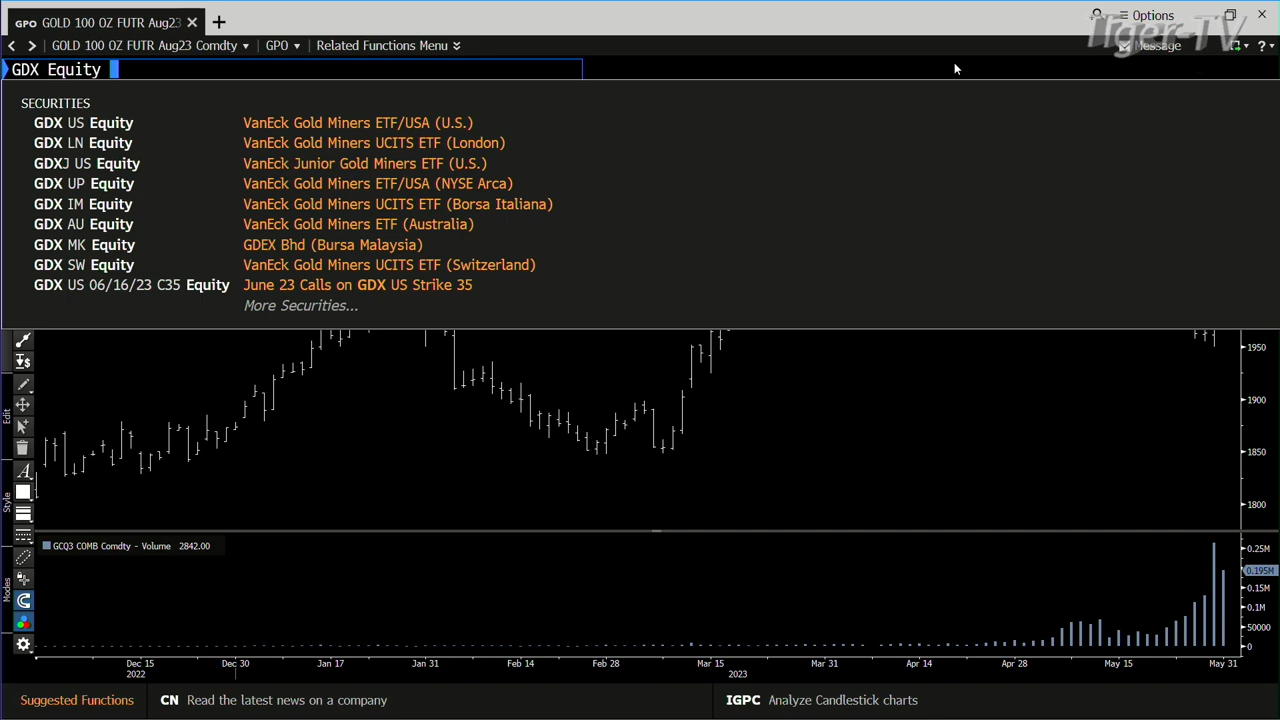 GPO GOLD 100 OZ FUTR Aug23
Options
GOLD 100 OZ FUTR Aug23 Comdty GPO Related Functions Menu
Message
Tiger-TV
GDX Equity
SECURITIES
GDX US Equity VanEck Gold Miners ETF/USA (U.S.)
GDX LN Equity VanEck Gold Miners UCITS ETF (London)
GDXJ US Equity VanEck Junior Gold Miners ETF (U.S.)
GDX UP Equity VanEck Gold Miners ETF/USA (NYSE Arca)
GDX IM Equity VanEck Gold Miners UCITS ETF (Borsa Italiana)
GDX AU Equity VanEck Gold Miners ETF (Australia)
GDX MK Equity GDEX Bhd (Bursa Malaysia)
GDX SW Equity VanEck Gold Miners UCITS ETF (Switzerland)
GDX US 06/16/23 C35 Equity June 23 Calls on GDX US Strike 35
More Securities...
1950
1900
1850
1800
Edit
Style
Modes
GCQ3 COMB Comdty - Volume 2842.00
0.25M
0.195M
0.15M
0.1M
50000
0
Dec 15 Dec 30 Jan 17 Jan 31 Feb 14 Feb 28 Mar 15 Mar 31 Apr 14 Apr 28 May 15 May 31
2022 2023
Suggested Functions CN Read the latest news on a company IGPC Analyze Candlestick charts